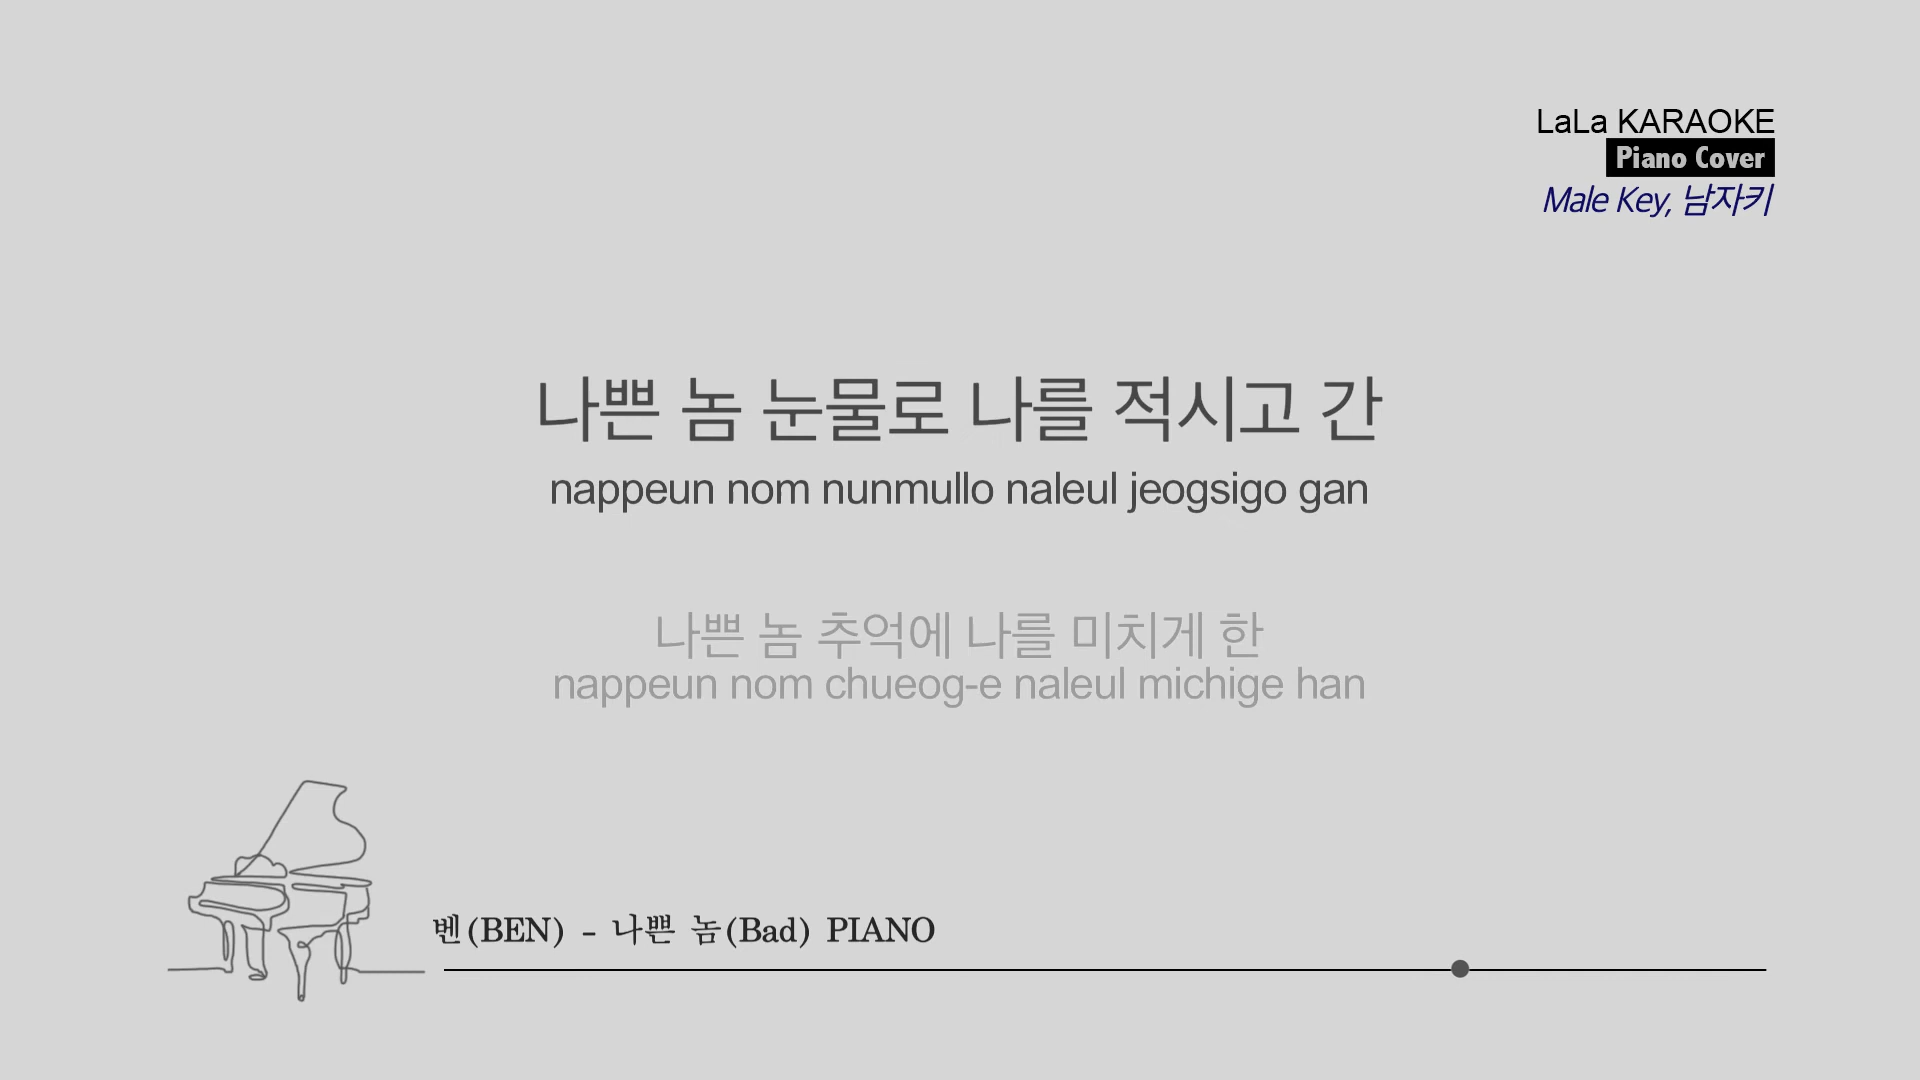 LaLa KARAOKE
Piano Cover
Male Key, 남자키
나쁜 놈 눈물로 나를 적시고 간
nappeun nom nunmullo naleul jeogsigo gan
나쁜 놈 추억에 나를 미치게 한
nappeun nom chueog-e naleul michige han
벤(BEN) - 나쁜 놈(Bad) PIANO